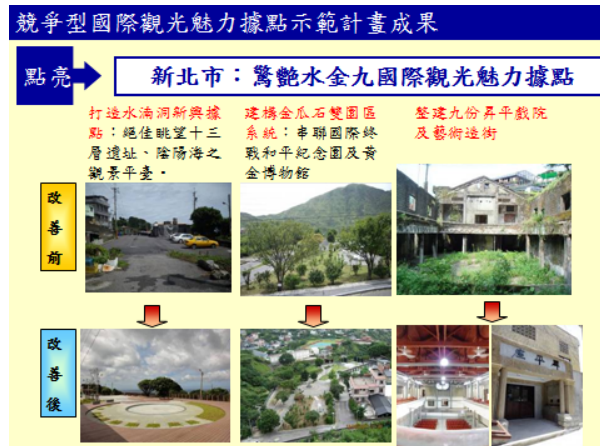 競爭型國際觀光魅力據點示範計畫成果
點亮
新北市：驚艷水金九國際觀光魅力據點
打造水湳洞新興據
點：絕佳眺望十三
層遺址、陰陽海之
觀景平臺。
建構金瓜石雙園區
系統：串聯國際終
戰和平紀念園及黃
金博物館
整建九份昇平戲院
及藝術造街
改
善
前
改
善
後